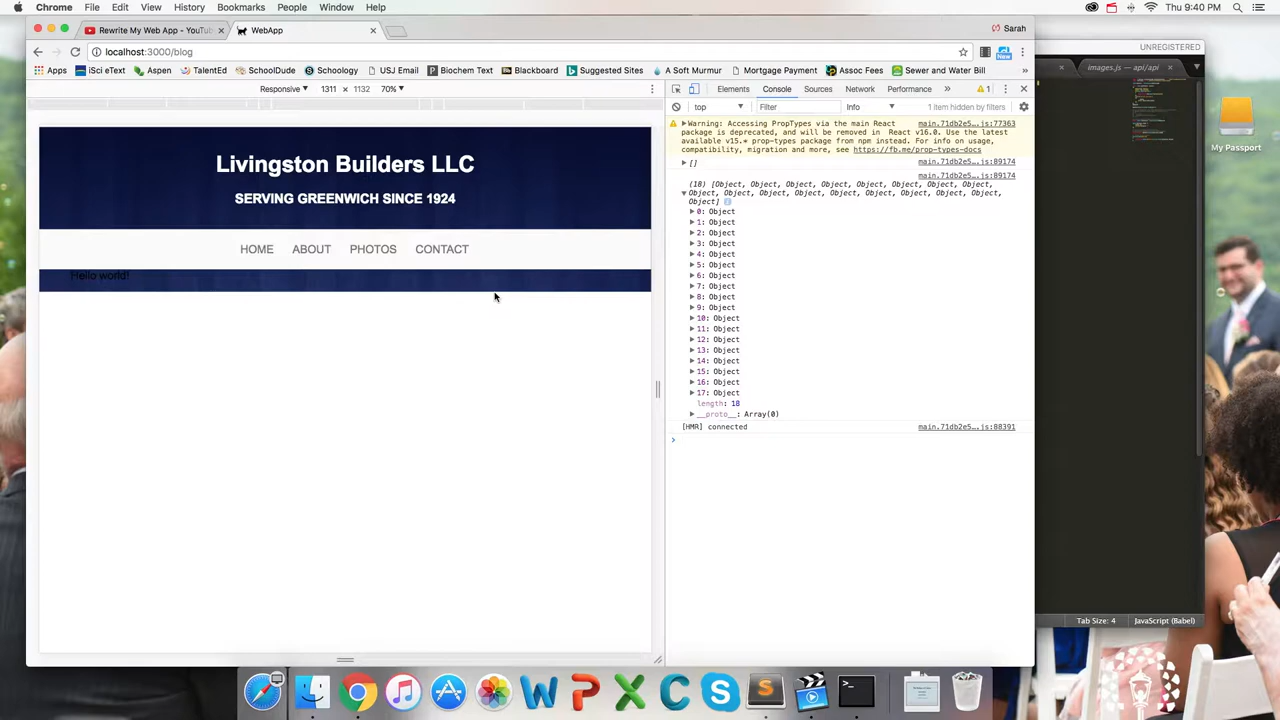 Chrome File Edit View History Bookmarks People Window Help Thu 9:40 PM
Rewrite My Web App - YouTu
WebApp
Sarah
localhost:3000/blog
New
Apps iSci eText Aspen TalentEd SchoolDude Schoology USJ Email Biochem Text Blackboard Suggested Sites A Soft Murmur Mortgage Payment Assoc Fees Sewer and Water Bill »
Responsive 1311 × 1132 70%
Elements Console Sources Network Performance » 1
top Filter Info 1 item hidden by filters
Livingston Builders LLC
SERVING GREENWICH SINCE 1924
HOME ABOUT PHOTOS CONTACT
Hello world!
Warning: Accessing PropTypes via the main React main.71db2e5….js:77363
package is deprecated, and will be removed in React v16.0. Use the latest
available v15.* prop-types package from npm instead. For info on usage,
compatibility, migration and more, see https://fb.me/prop-types-docs
[] main.71db2e5….js:89174
main.71db2e5….js:89174
(18) [Object, Object, Object, Object, Object, Object, Object, Object,
Object, Object, Object, Object, Object, Object, Object, Object, Object,
Object]
0: Object
1: Object
2: Object
3: Object
4: Object
5: Object
6: Object
7: Object
8: Object
9: Object
10: Object
11: Object
12: Object
13: Object
14: Object
15: Object
16: Object
17: Object
length: 18
__proto__: Array(0)
[HMR] connected main.71db2e5….js:88391
UNREGISTERED
images.js — api/api
Tab Size: 4 JavaScript (Babel)
My Passport